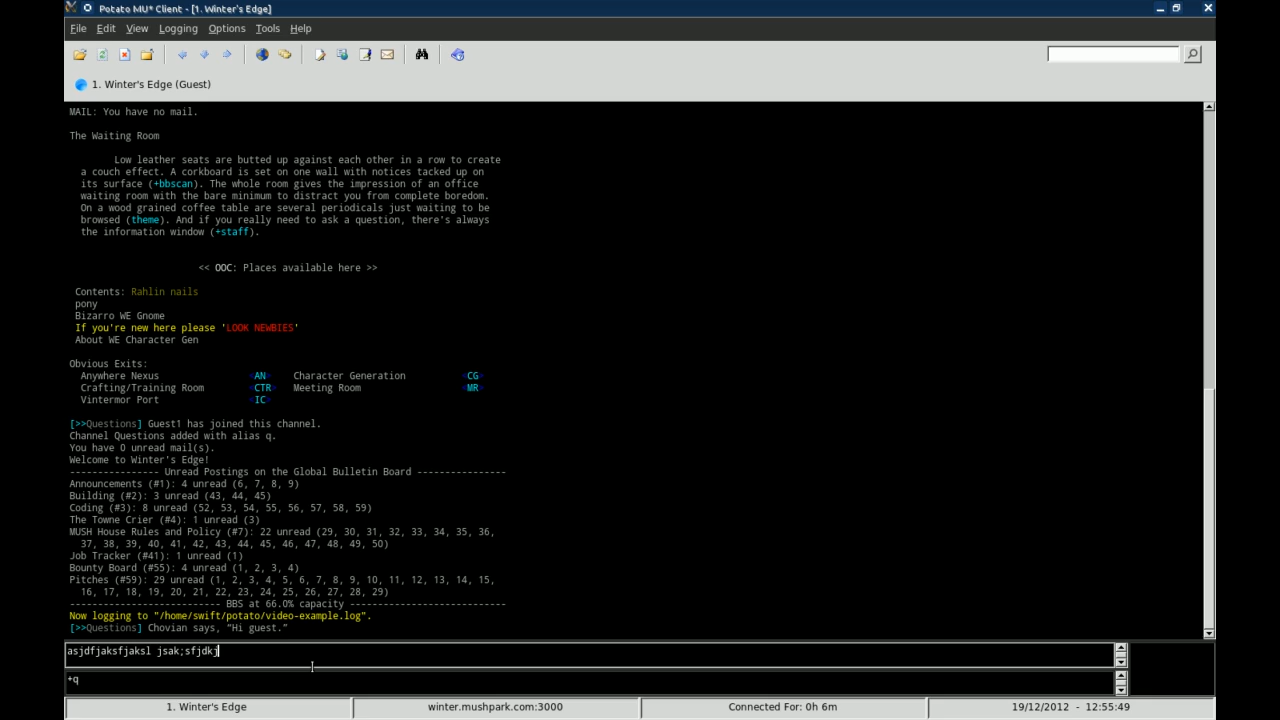 Potato MU* Client - [1. Winter's Edge]
File Edit View Logging Options Tools Help
1. Winter's Edge (Guest)
MAIL: You have no mail.
The Waiting Room
Low leather seats are butted up against each other in a row to create
a couch effect. A corkboard is set on one wall with notices tacked up on
its surface (+bbscan). The whole room gives the impression of an office
waiting room with the bare minimum to distract you from complete boredom.
On a wood grained coffee table are several periodicals just waiting to be
browsed (theme). And if you really need to ask a question, there's always
the information window (+staff).
<< OOC: Places available here >>
Contents: Rahlin nails
pony
Bizarro WE Gnome
If you're new here please 'LOOK NEWBIES'
About WE Character Gen
Obvious Exits:
Anywhere Nexus <AN> Character Generation <CG>
Crafting/Training Room <CTR> Meeting Room <MR>
Vintermor Port <IC>
[>>Questions] Guest1 has joined this channel.
Channel Questions added with alias q.
You have 0 unread mail(s).
Welcome to Winter's Edge!
---------------- Unread Postings on the Global Bulletin Board ----------------
Announcements (#1): 4 unread (6, 7, 8, 9)
Building (#2): 3 unread (43, 44, 45)
Coding (#3): 8 unread (52, 53, 54, 55, 56, 57, 58, 59)
The Towne Crier (#4): 1 unread (3)
MUSH House Rules and Policy (#7): 22 unread (29, 30, 31, 32, 33, 34, 35, 36,
37, 38, 39, 40, 41, 42, 43, 44, 45, 46, 47, 48, 49, 50)
Job Tracker (#41): 1 unread (1)
Bounty Board (#55): 4 unread (1, 2, 3, 4)
Pitches (#59): 29 unread (1, 2, 3, 4, 5, 6, 7, 8, 9, 10, 11, 12, 13, 14, 15,
16, 17, 18, 19, 20, 21, 22, 23, 24, 25, 26, 27, 28, 29)
--------------------------- BBS at 66.0% capacity ----------------------------
Now logging to "/home/swift/potato/video-example.log".
[>>Questions] Chovian says, “Hi guest.”
asjdfjaksfjaksl jsak;sfjdkj
+q
1. Winter's Edge winter.mushpark.com:3000 Connected For: 0h 6m 19/12/2012 - 12:55:49